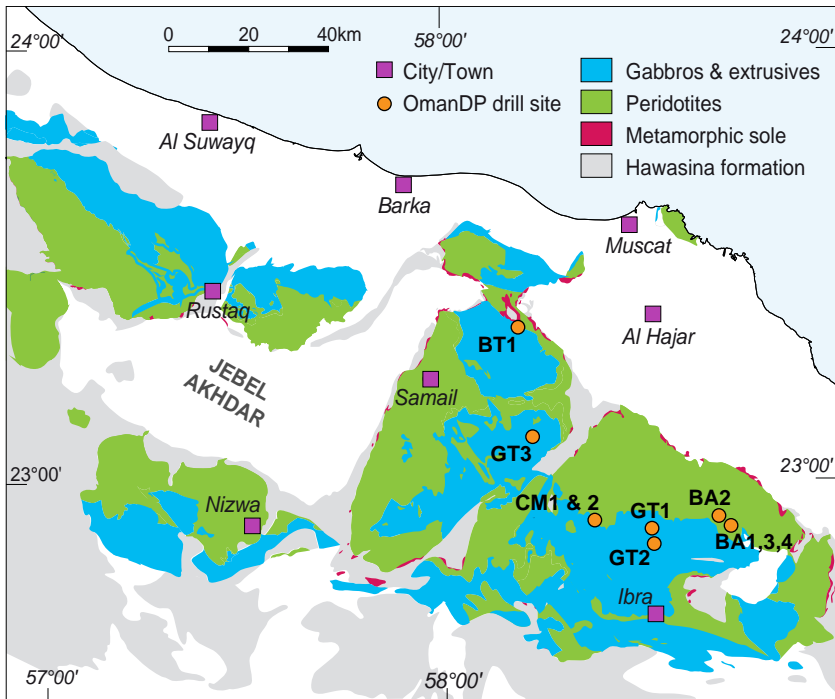 24°00'
0 10 20 40km
58°00'
24°00'
City/Town
OmanDP drill site
Gabbros & extrusives
Peridotites
Metamorphic sole
Hawasina formation
Al Suwayq
Barka
Muscat
Rustaq
Al Hajar
BT1
JEBEL
AKHDAR
Samail
GT3
23°00'
23°00'
Nizwa
CM1 & 2
GT1
BA2
BA1,3,4
GT2
Ibra
57°00'
58°00'